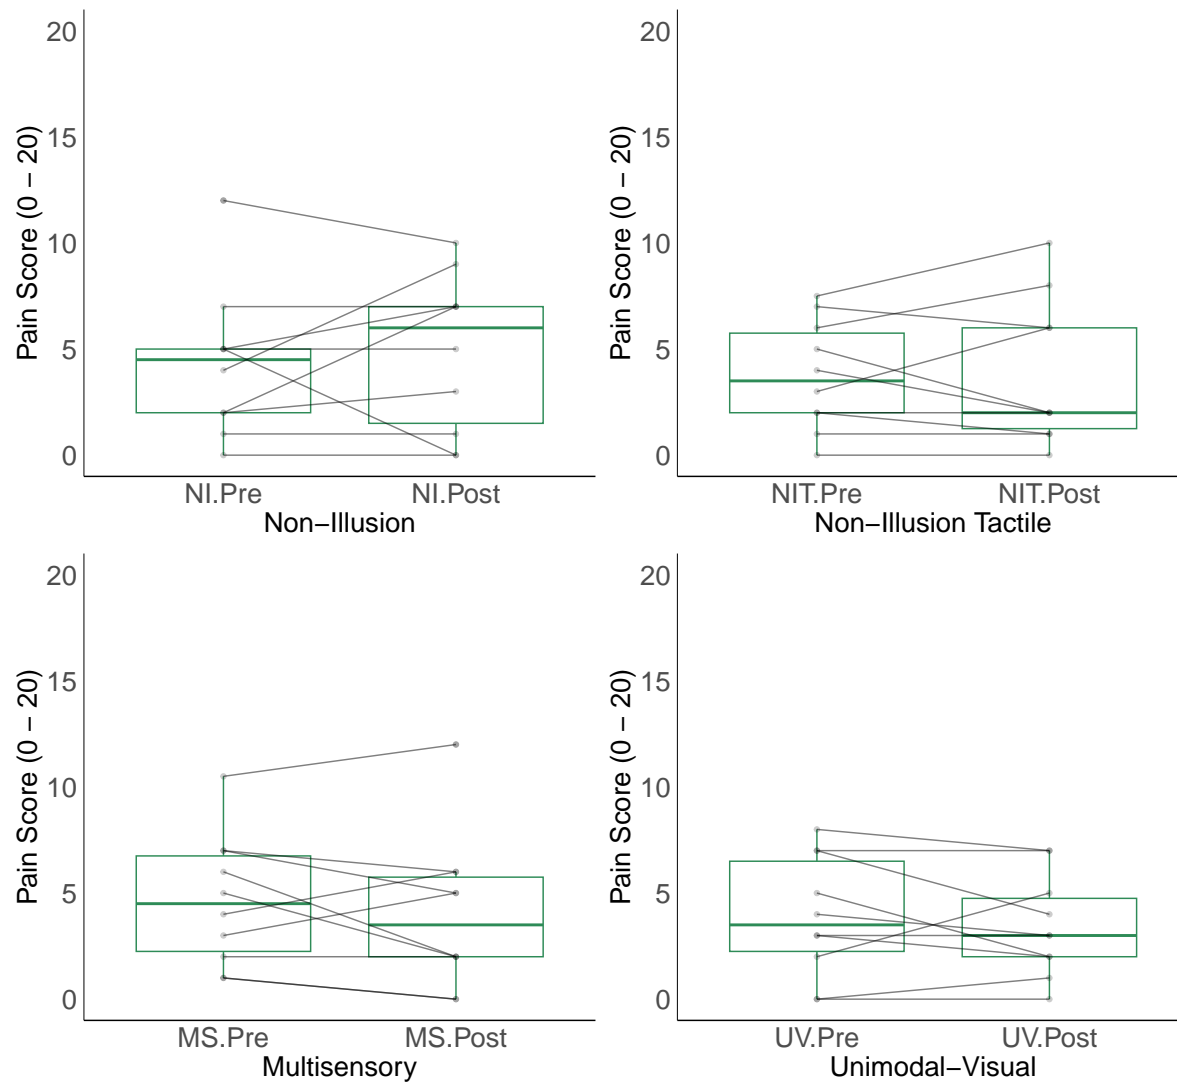 Pain Score (0 − 20)
20
15
10
5
0
NI.Pre NI.Post
Non−Illusion
Pain Score (0 − 20)
20
15
10
5
0
NIT.Pre NIT.Post
Non−Illusion Tactile
Pain Score (0 − 20)
20
15
10
5
0
MS.Pre MS.Post
Multisensory
Pain Score (0 − 20)
20
15
10
5
0
UV.Pre UV.Post
Unimodal−Visual